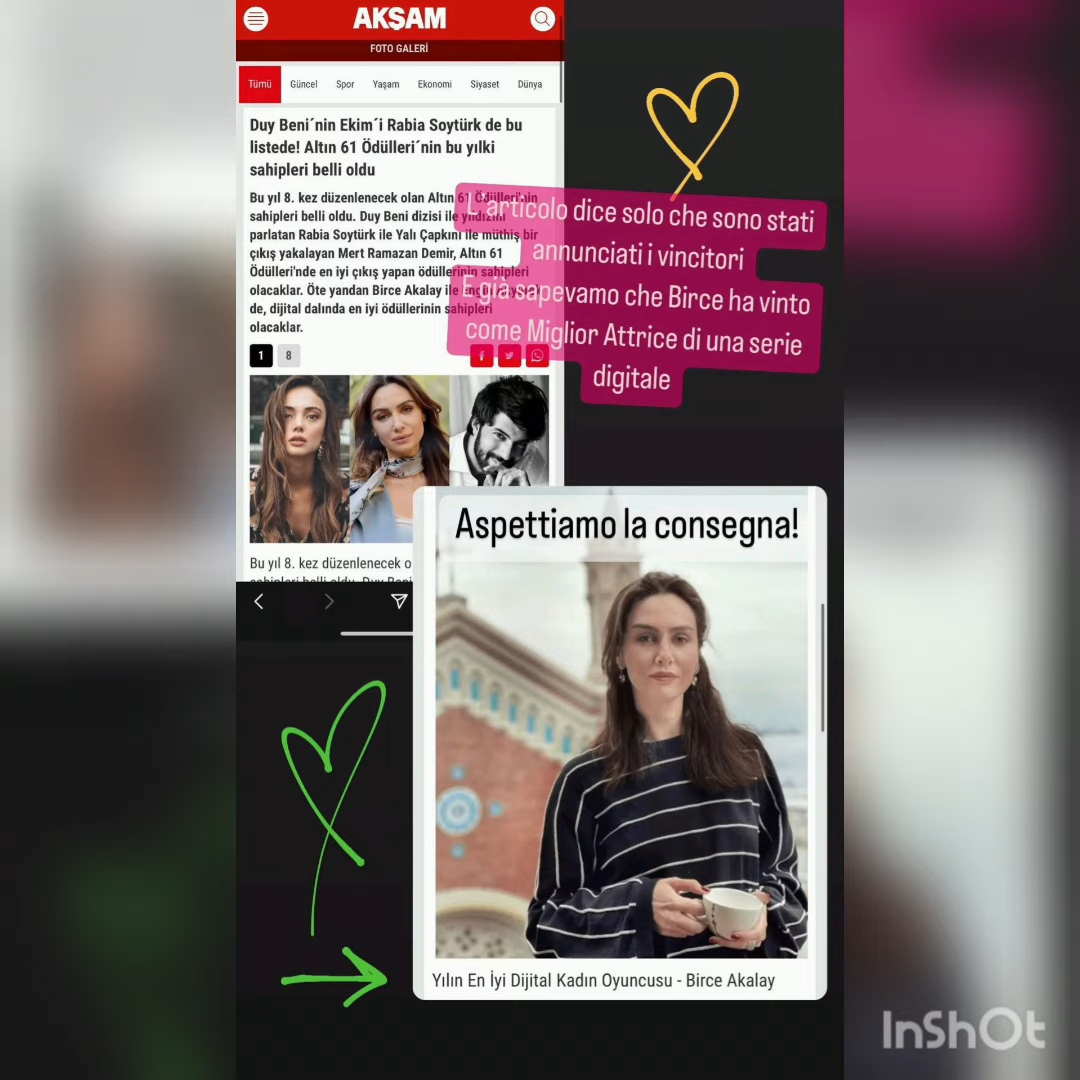 AKŞAM
FOTO GALERİ
Tümü Güncel Spor Yaşam Ekonomi Siyaset Dünya
Duy Beni´nin Ekim´i Rabia Soytürk de bu
listede! Altın 61 Ödülleri´nin bu yılki
sahipleri belli oldu
Bu yıl 8. kez düzenlenecek olan Altın 61 Ödülleri'nin
sahipleri belli oldu. Duy Beni dizisi ile yıldızını
parlatan Rabia Soytürk ile Yalı Çapkını ile müthiş bir
çıkış yakalayan Mert Ramazan Demir, Altın 61
Ödülleri'nde en iyi çıkış yapan ödüllerinin sahipleri
olacaklar. Öte yandan Birce Akalay ile
de, dijital dalında en iyi ödüllerinin sahipleri
olacaklar.
1 8
L'articolo dice solo che sono stati
annunciati i vincitori
E già sapevamo che Birce ha vinto
come Miglior Attrice di una serie
digitale
Bu yıl 8. kez düzenlenecek o
sahipleri belli oldu. Duy Beni
Aspettiamo la consegna!
Yılın En İyi Dijital Kadın Oyuncusu - Birce Akalay
InShOt